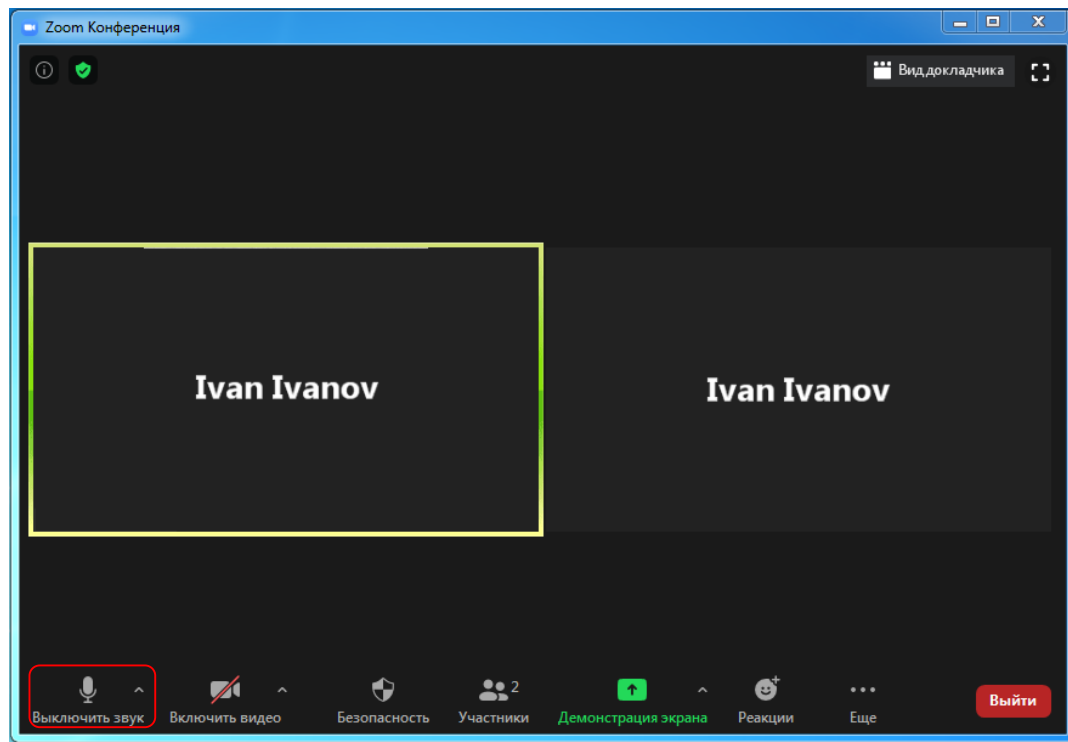 Zoom Конференция
Вид докладчика
Ivan Ivanov
Ivan Ivanov
2
Выключить звук Включить видео Безопасность Участники Демонстрация экрана Реакции Еще Выйти